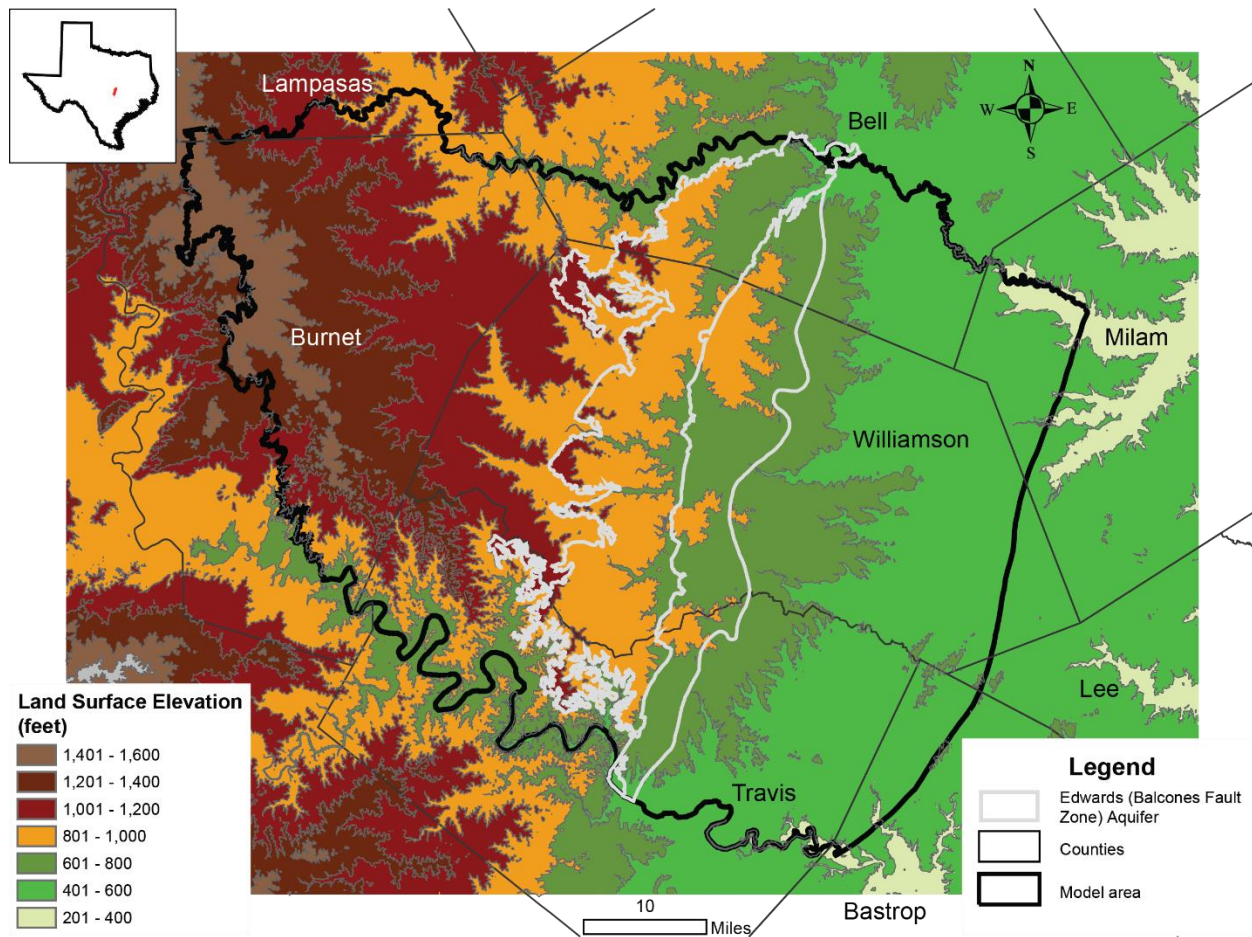 Lampasas
N
W E
S
Bell
Burnet
Milam
Williamson
Lee
Travis
Bastrop
Land Surface Elevation
(feet)
1,401 - 1,600
1,201 - 1,400
1,001 - 1,200
801 - 1,000
601 - 800
401 - 600
201 - 400
10
Miles
Legend
Edwards (Balcones Fault
Zone) Aquifer
Counties
Model area